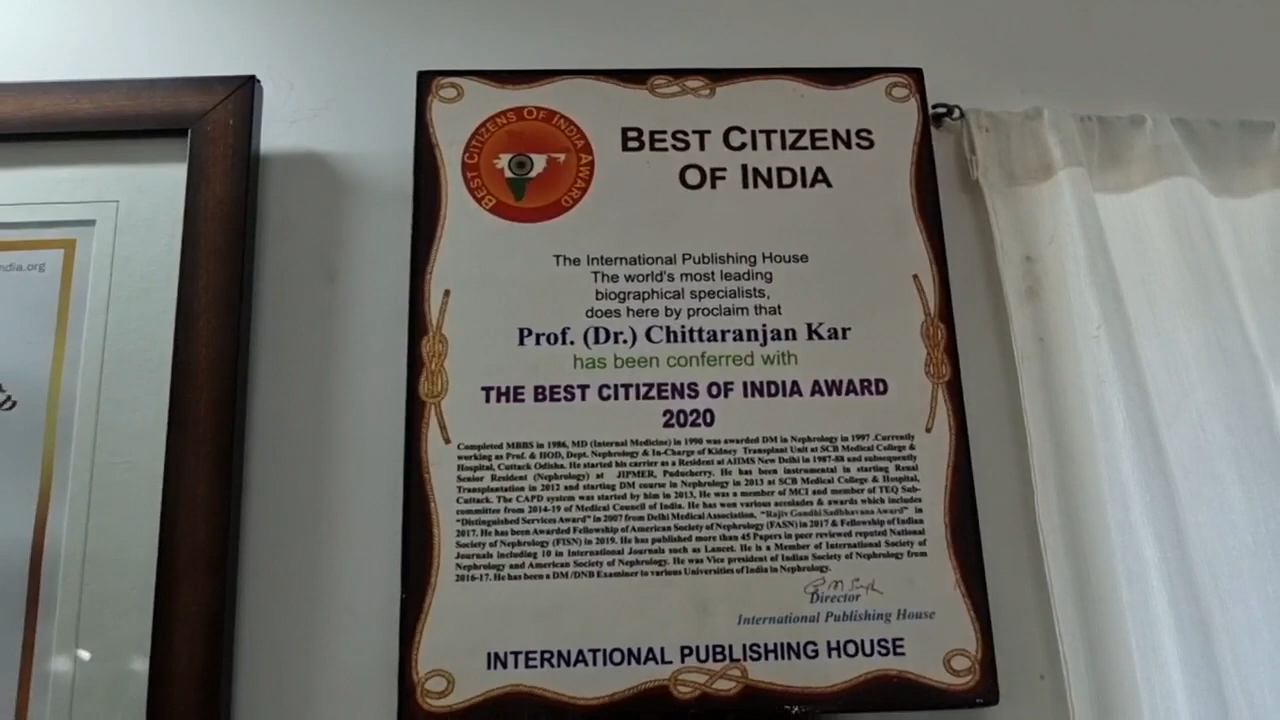 ndia.org
BEST CITIZENS OF INDIA AWARD
BEST CITIZENS
OF INDIA
The International Publishing House
The world's most leading
biographical specialists,
does here by proclaim that
Prof. (Dr.) Chittaranjan Kar
has been conferred with
THE BEST CITIZENS OF INDIA AWARD
2020
Completed MBBS in 1986, MD (Internal Medicine) in 1990 was awarded DM in Nephrology in 1997 .Currently
working as Prof. & HOD, Dept. Nephrology & In-Charge of Kidney Transplant Unit at SCB Medical College &
Hospital, Cuttack Odisha. He started his carrier as a Resident at AIIMS New Delhi in 1987-88 and subsequently
Senior Resident (Nephrology) at JIPMER, Puducherry. He has been instrumental in starting Renal
Transplantation in 2012 and starting DM course in Nephrology in 2013 at SCB Medical College & Hospital,
Cuttack. The CAPD system was started by him in 2013, He was a member of MCI and member of TEQ Sub-
committee from 2014-19 of Medical Council of India. He has won various accolades & awards which includes
"Distinguished Services Award" in 2007 from Delhi Medical Association, "Rajiv Gandhi Sadbhavana Award" in
2017. He has been Awarded Fellowship of American Society of Nephrology (FASN) in 2017 & Fellowship of Indian
Society of Nephrology (FISN) in 2019. He has published more than 45 Papers in peer reviewed reputed National
Journals including 10 in International Journals such as Lancet. He is a Member of International Society of
Nephrology and American Society of Nephrology. He was Vice president of Indian Society of Nephrology from
2016-17. He has been a DM/DNB Examiner to various Universities of India in Nephrology.
Director
International Publishing House
INTERNATIONAL PUBLISHING HOUSE